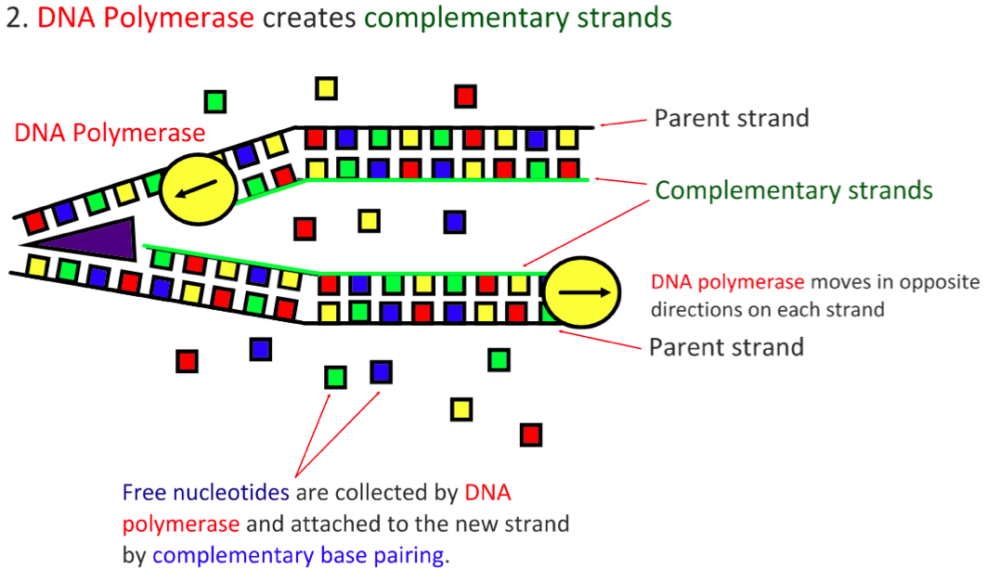 2. DNA Polymerase creates complementary strands
DNA Polymerase
Parent strand
Complementary strands
DNA polymerase moves in opposite
directions on each strand
Parent strand
Free nucleotides are collected by DNA
polymerase and attached to the new strand
by complementary base pairing.